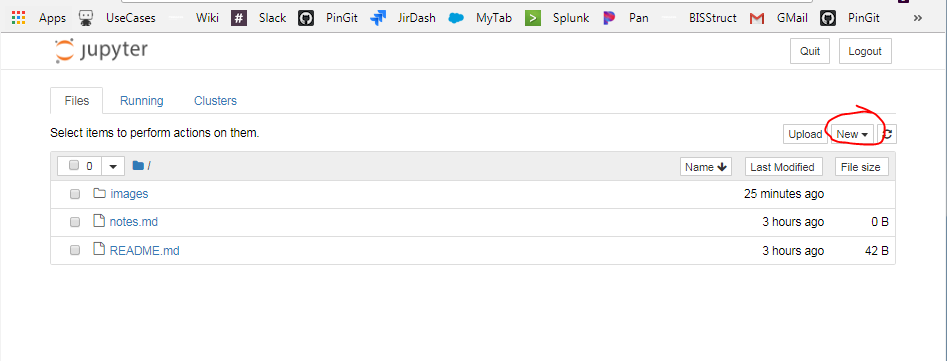 Apps UseCases Wiki Slack PinGit JirDash MyTab Splunk Pan BISStruct GMail PinGit »
jupyter Quit Logout
Files Running Clusters
Select items to perform actions on them. Upload New
0 / Name Last Modified File size
images 25 minutes ago
notes.md 3 hours ago 0 B
README.md 3 hours ago 42 B